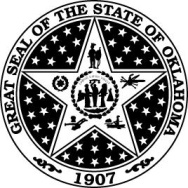 GREAT SEAL OF THE STATE OF OKLAHOMA
1907